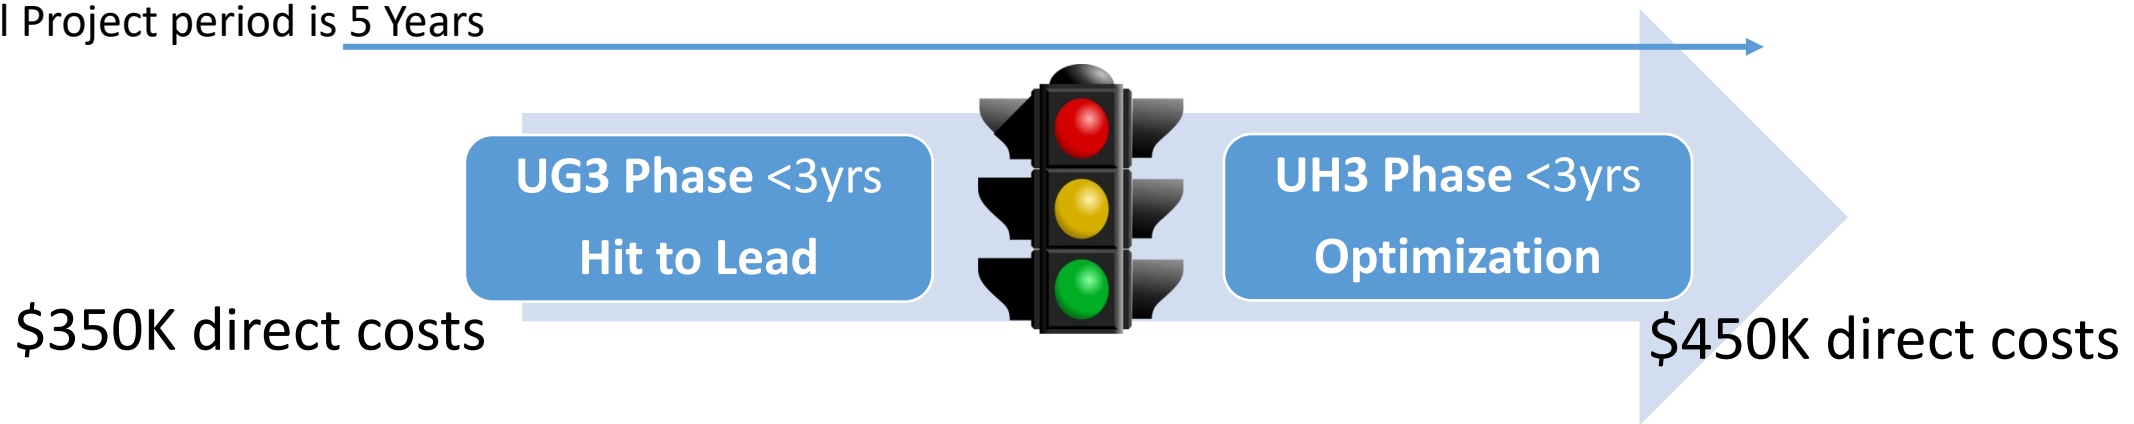 l Project period is 5 Years
UG3 Phase <3yrs
Hit to Lead
UH3 Phase <3yrs
Optimization
$350K direct costs
$450K direct costs